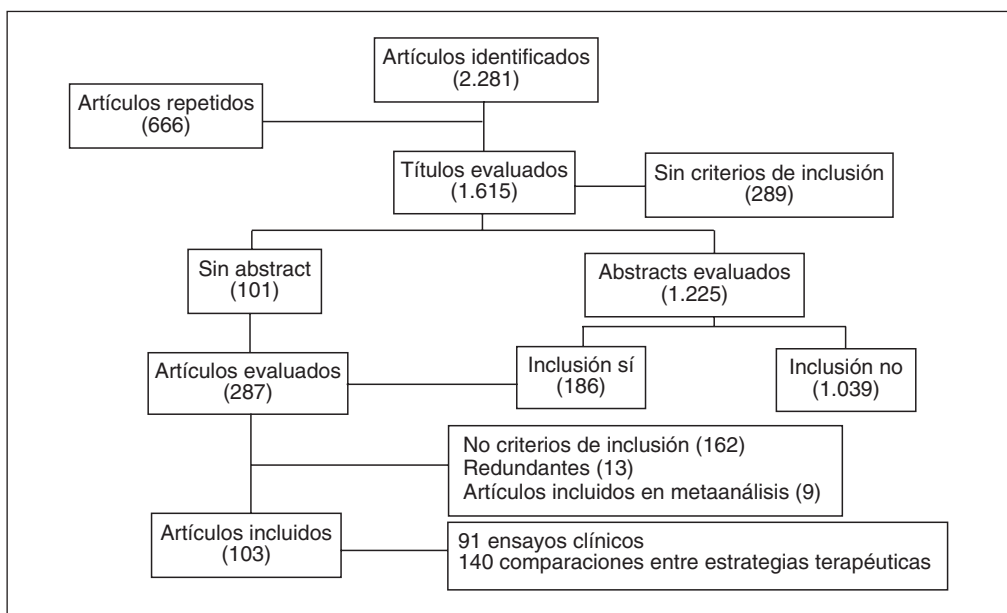 Artículos identificados
(2.281)
Artículos repetidos
(666)
Títulos evaluados
(1.615)
Sin criterios de inclusión
(289)
Sin abstract
(101)
Abstracts evaluados
(1.225)
Artículos evaluados
(287)
Inclusión sí
(186)
Inclusión no
(1.039)
No criterios de inclusión (162)
Redundantes (13)
Artículos incluidos en metaanálisis (9)
Artículos incluidos
(103)
91 ensayos clínicos
140 comparaciones entre estrategias terapéuticas